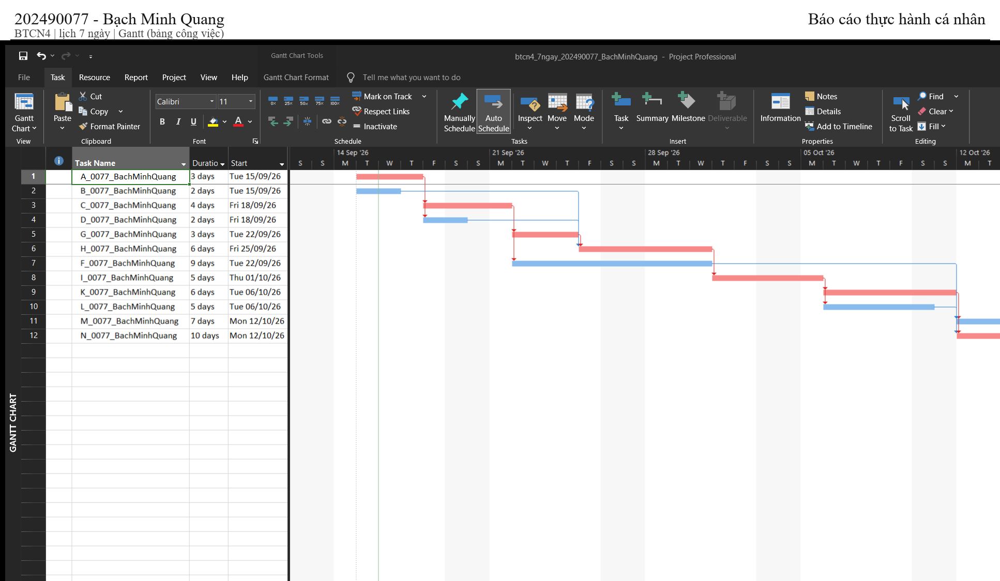 202490077 - Bạch Minh Quang
Báo cáo thực hành cá nhân
BTCN4 | lịch 7 ngày | Gantt (bảng công việc)
Gantt Chart Tools
btcn4_7ngay_202490077_BachMinhQuang - Project Professional
File Task Resource Report Project View Help Gantt Chart Format Tell me what you want to do
Gantt Chart
View
Paste
Cut
Copy
Format Painter
Clipboard
Calibri 11
B I U A
Font
0% 25% 50% 75% 100%
Mark on Track
Respect Links
Inactivate
Schedule
Manually Schedule
Auto Schedule
Inspect
Move
Mode
Tasks
Task
Summary
Milestone
Deliverable
Insert
Information
Notes
Details
Add to Timeline
Properties
Scroll to Task
Find
Clear
Fill
Editing
Task Name Duratio Start
14 Sep '26 21 Sep '26 28 Sep '26 05 Oct '26 12 Oct '26
S S M T W T F S S M T W T F S S M T W T F S S M T W T F S S M T
1 A_0077_BachMinhQuang 3 days Tue 15/09/26
2 B_0077_BachMinhQuang 2 days Tue 15/09/26
3 C_0077_BachMinhQuang 4 days Fri 18/09/26
4 D_0077_BachMinhQuang 2 days Fri 18/09/26
5 G_0077_BachMinhQuang 3 days Tue 22/09/26
6 H_0077_BachMinhQuang 6 days Fri 25/09/26
7 F_0077_BachMinhQuang 9 days Tue 22/09/26
8 I_0077_BachMinhQuang 5 days Thu 01/10/26
9 K_0077_BachMinhQuang 6 days Tue 06/10/26
10 L_0077_BachMinhQuang 5 days Tue 06/10/26
11 M_0077_BachMinhQuang 7 days Mon 12/10/26
12 N_0077_BachMinhQuang 10 days Mon 12/10/26
GANTT CHART